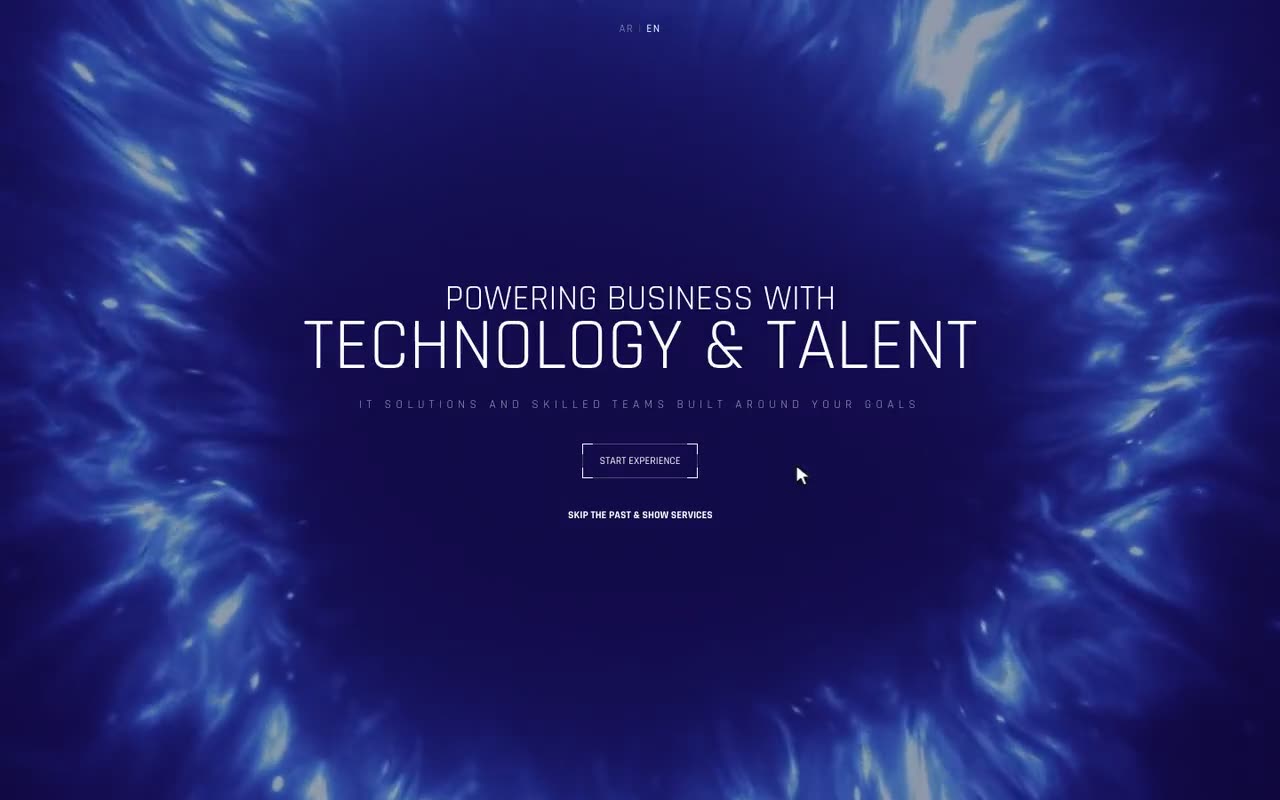 AR | EN
POWERING BUSINESS WITH
TECHNOLOGY & TALENT
IT SOLUTIONS AND SKILLED TEAMS BUILT AROUND YOUR GOALS
START EXPERIENCE
SKIP THE PAST & SHOW SERVICES